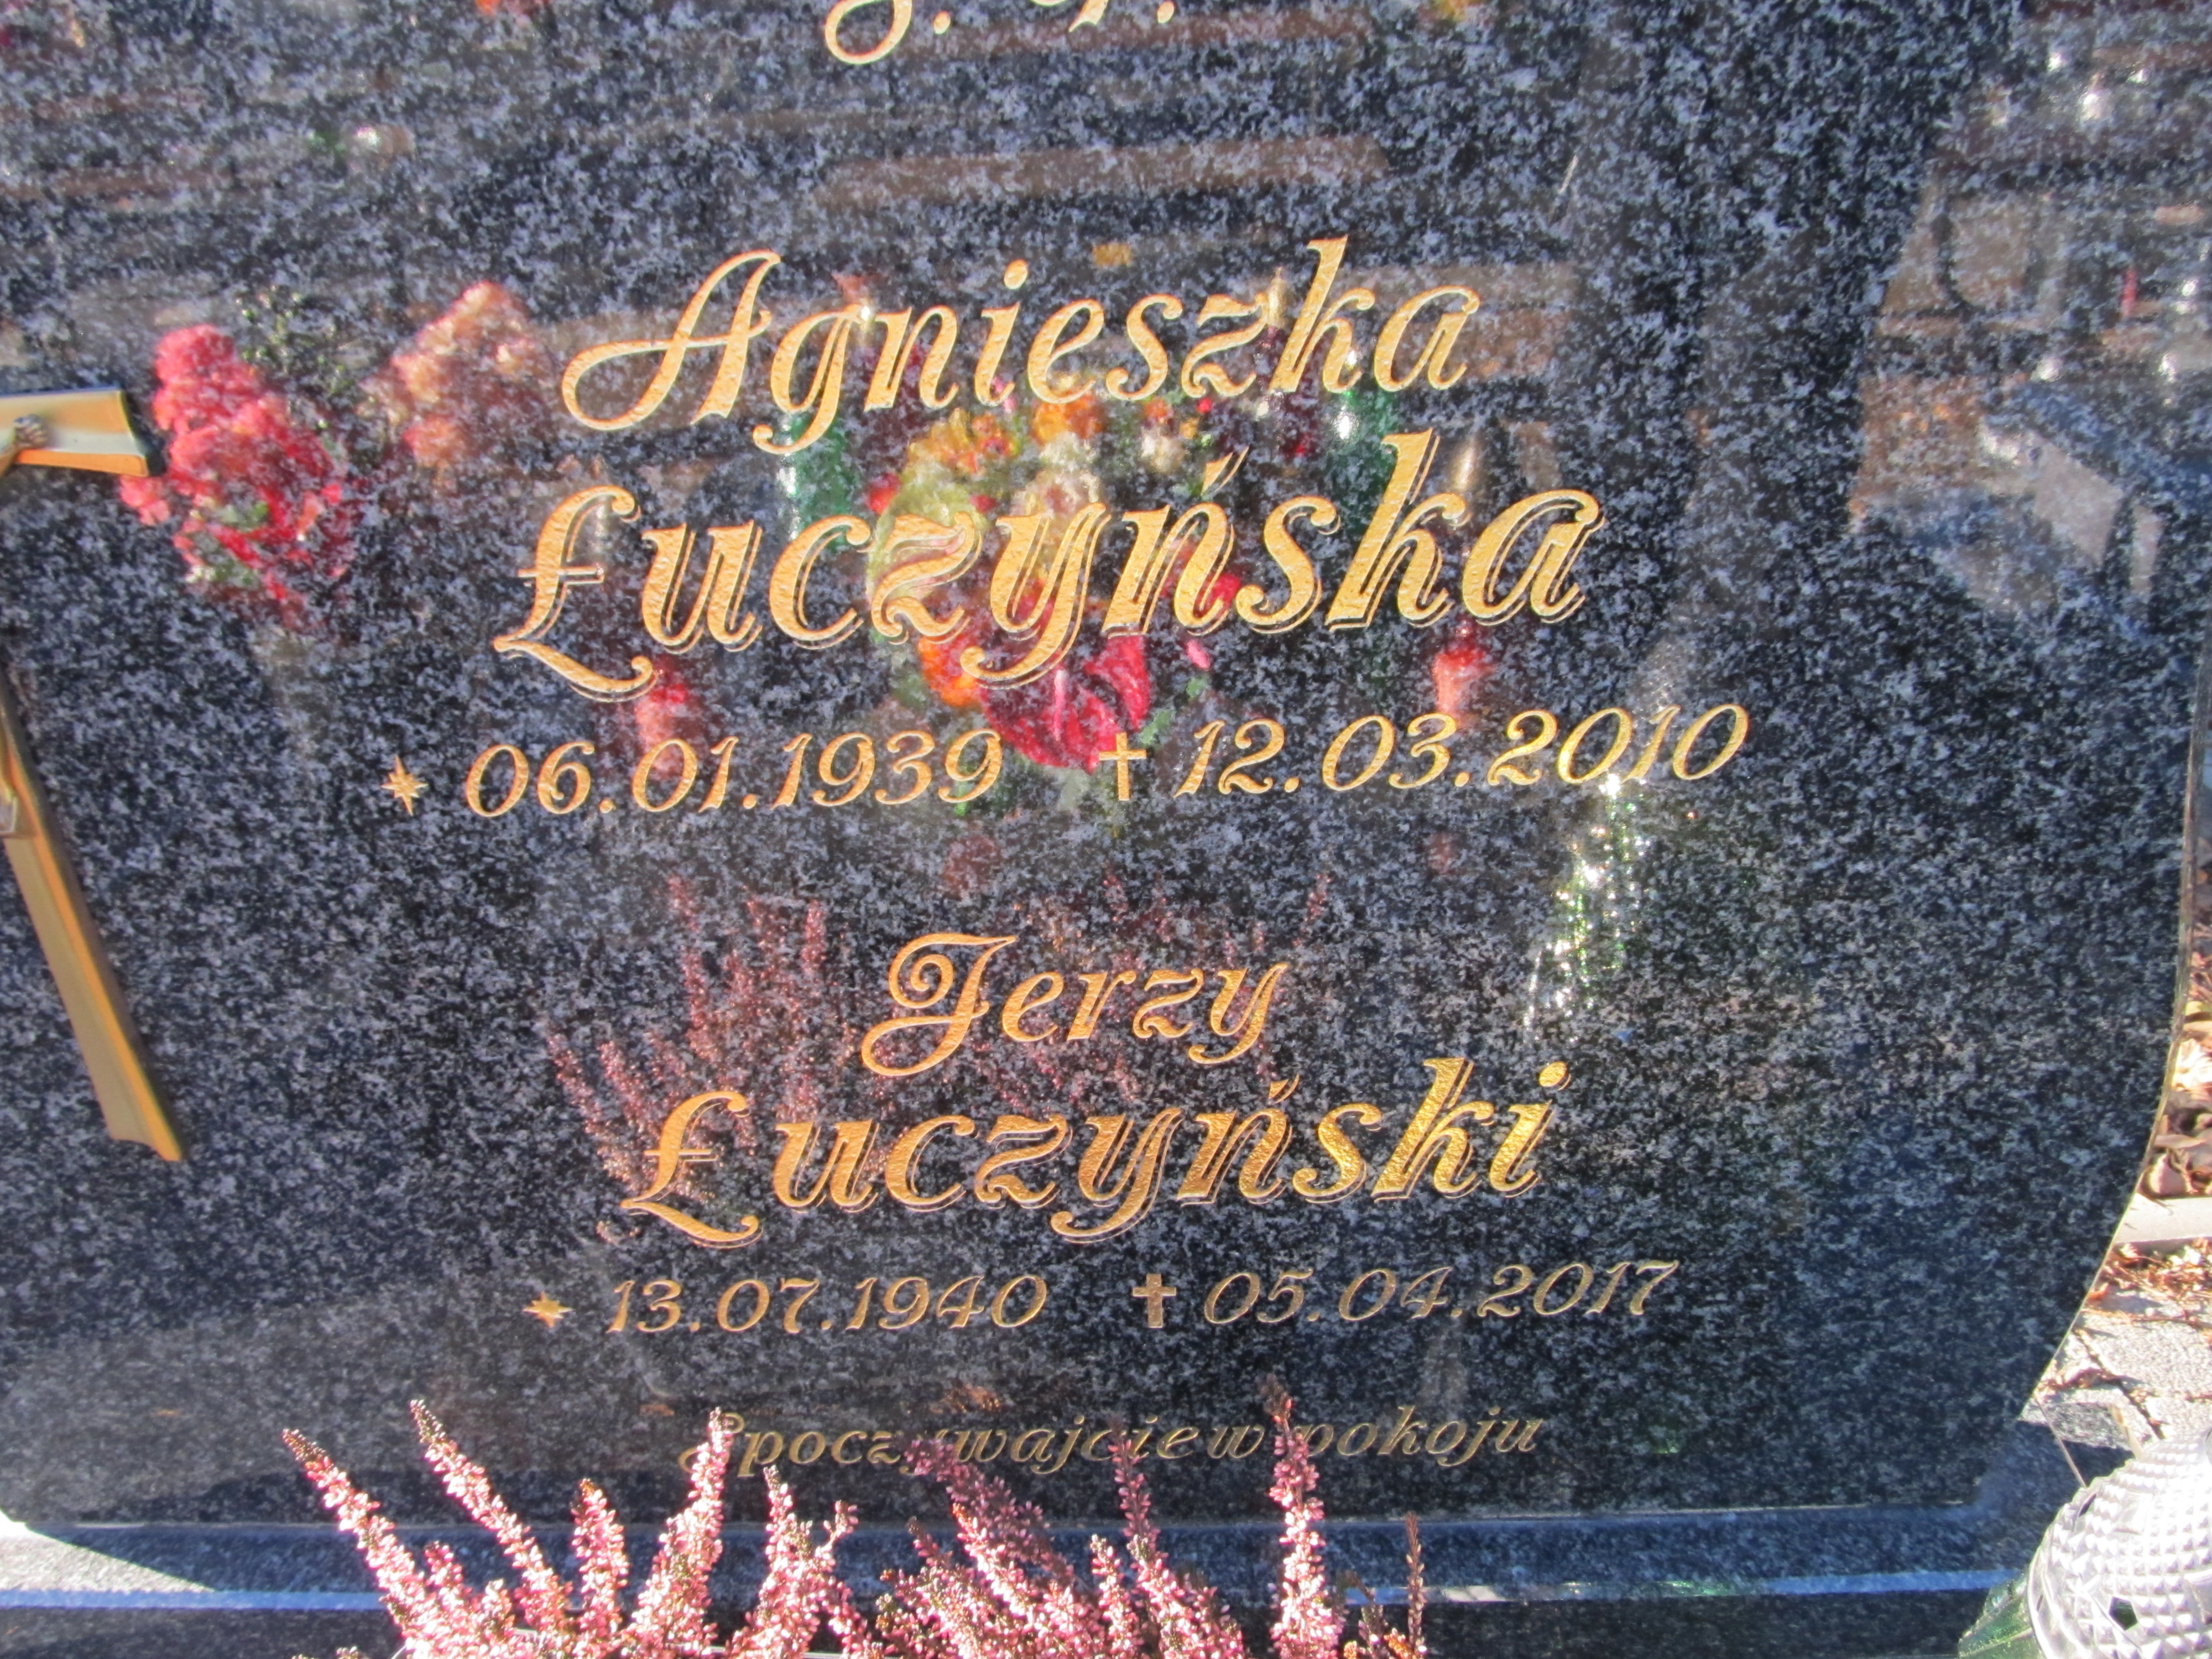 Ś. P.
Agnieszka
Łuczyńska
* 06.01.1939 ✝ 12.03.2010
Jerzy
Łuczyński
* 13.07.1940 ✝ 05.04.2017
Spoczywajcie w pokoju